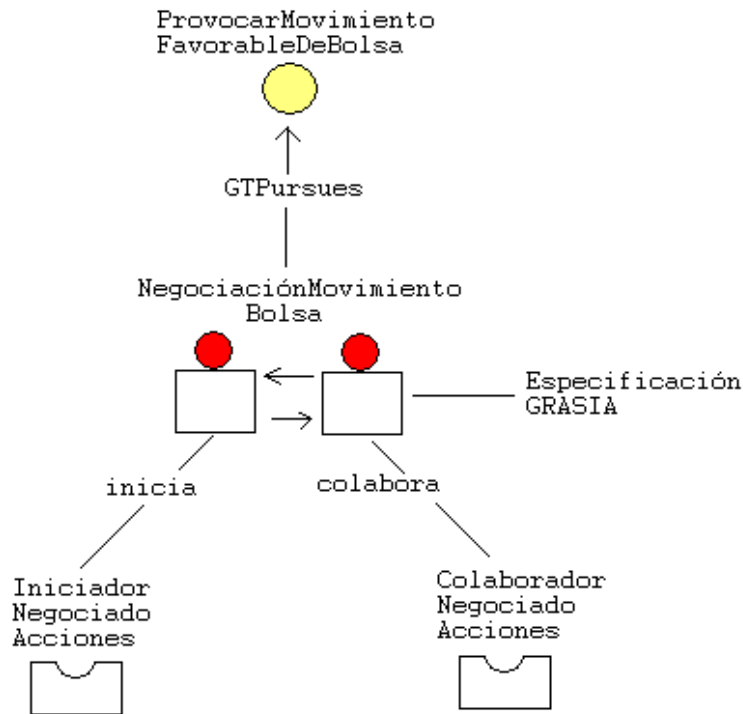 ProvocarMovimiento
FavorableDeBolsa
GTPursues
NegociaciónMovimiento
Bolsa
Especificación
GRASIA
inicia
colabora
Iniciador
Negociado
Acciones
Colaborador
Negociado
Acciones